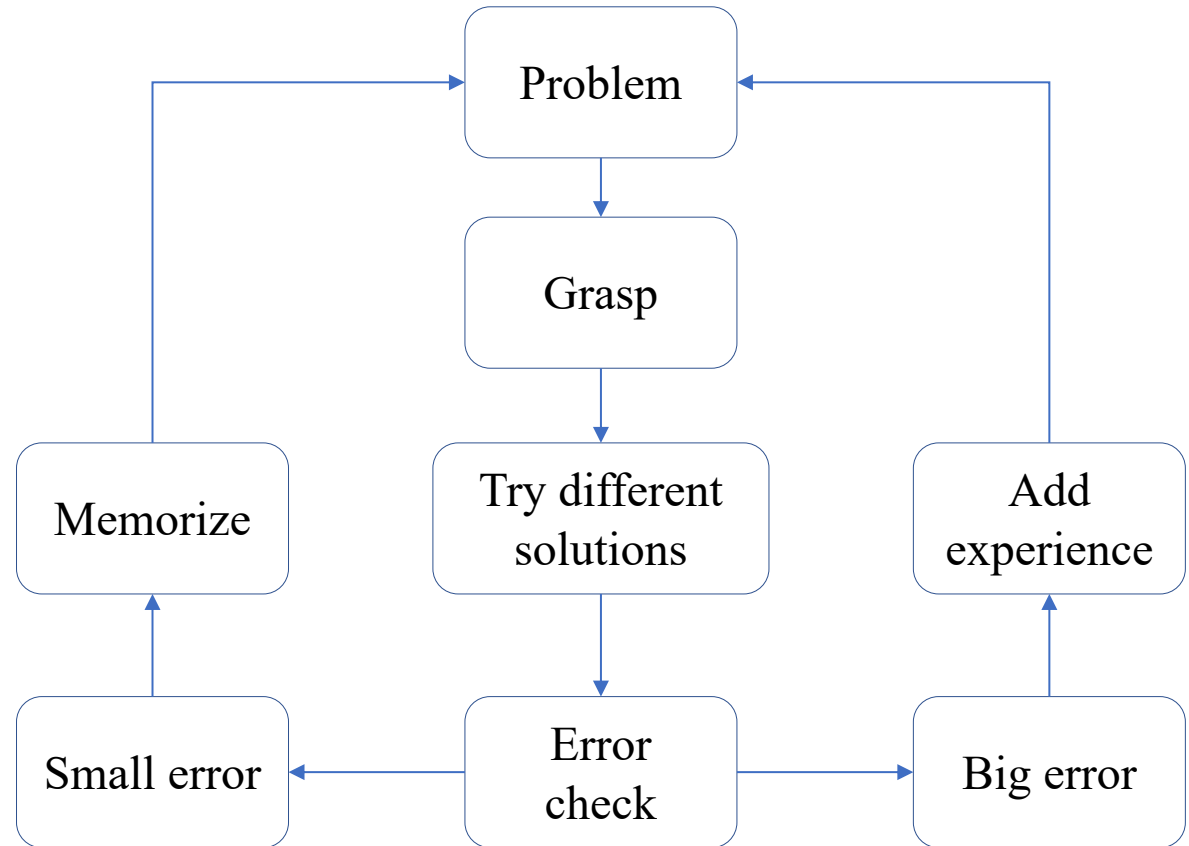 Problem
Grasp
Memorize
Try different
solutions
Add
experience
Small error
Error
check
Big error